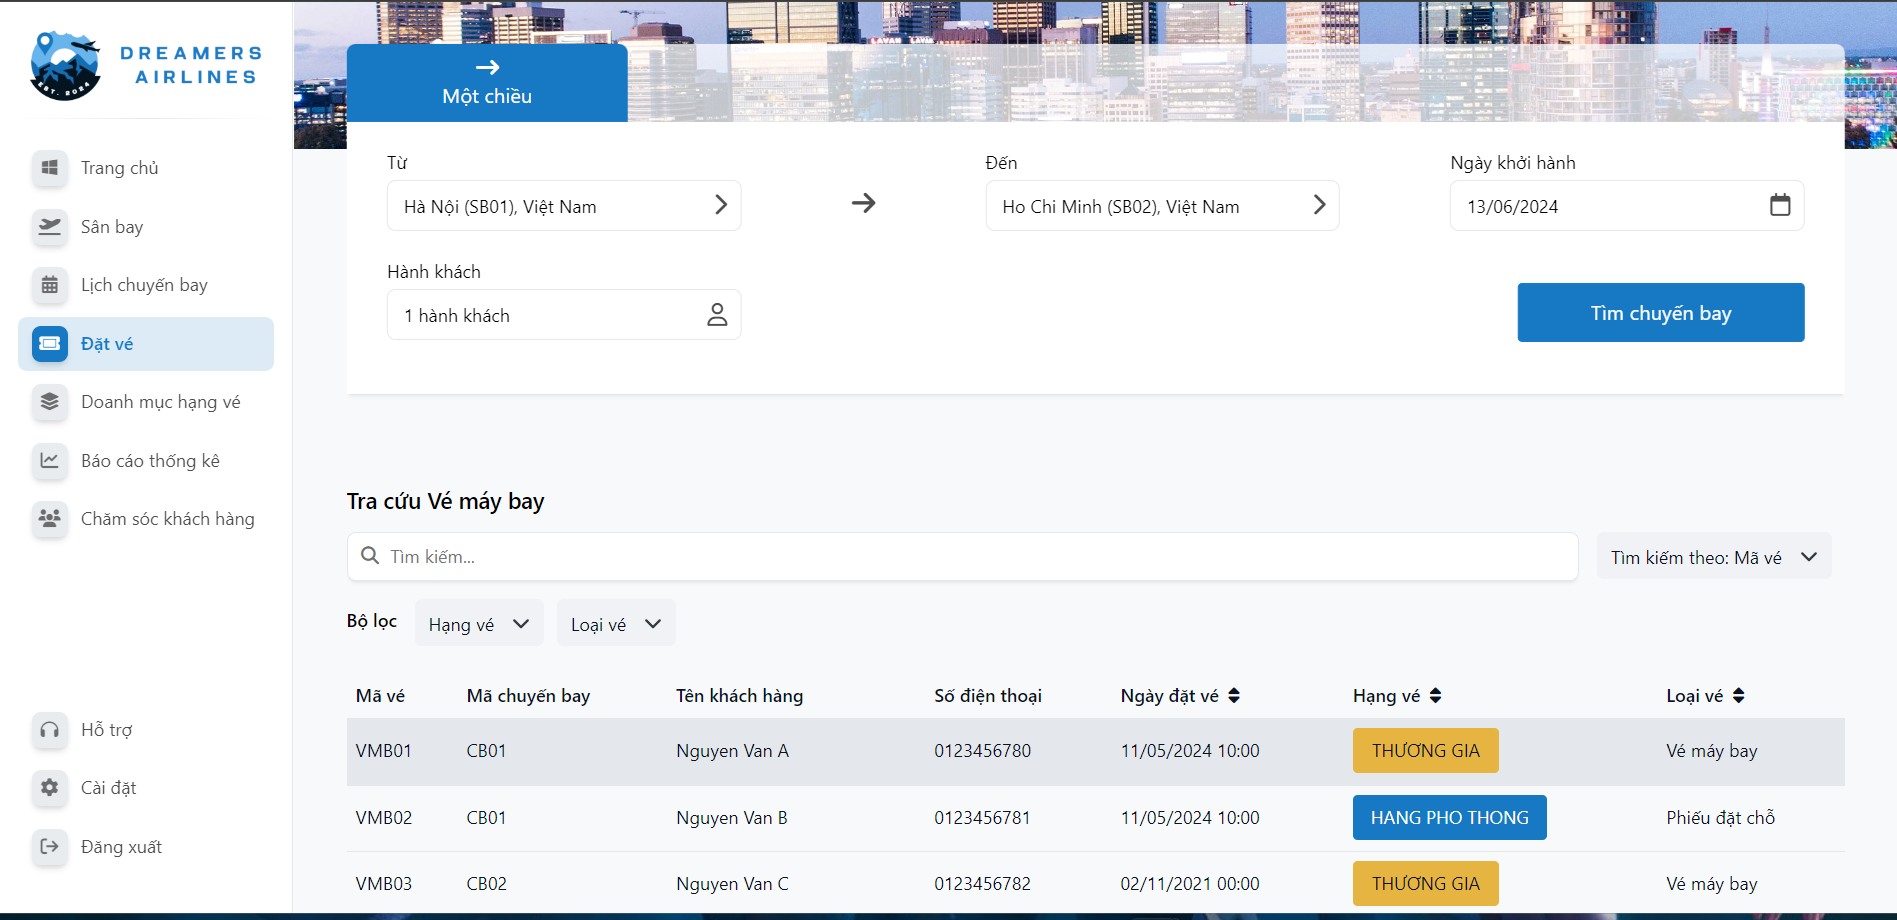 DREAMERS
AIRLINES
EST. 2024
Trang chủ
Sân bay
Lịch chuyến bay
Đặt vé
Doanh mục hạng vé
Báo cáo thống kê
Chăm sóc khách hàng
Hỗ trợ
Cài đặt
Đăng xuất
Một chiều
Từ
Hà Nội (SB01), Việt Nam
Đến
Ho Chi Minh (SB02), Việt Nam
Ngày khởi hành
13/06/2024
Hành khách
1 hành khách
Tìm chuyến bay
Tra cứu Vé máy bay
Tìm kiếm...
Tìm kiếm theo: Mã vé
Bộ lọc
Hạng vé
Loại vé
Mã vé Mã chuyến bay Tên khách hàng Số điện thoại Ngày đặt vé Hạng vé Loại vé
VMB01 CB01 Nguyen Van A 0123456780 11/05/2024 10:00 THƯƠNG GIA Vé máy bay
VMB02 CB01 Nguyen Van B 0123456781 11/05/2024 10:00 HANG PHO THONG Phiếu đặt chỗ
VMB03 CB02 Nguyen Van C 0123456782 02/11/2021 00:00 THƯƠNG GIA Vé máy bay